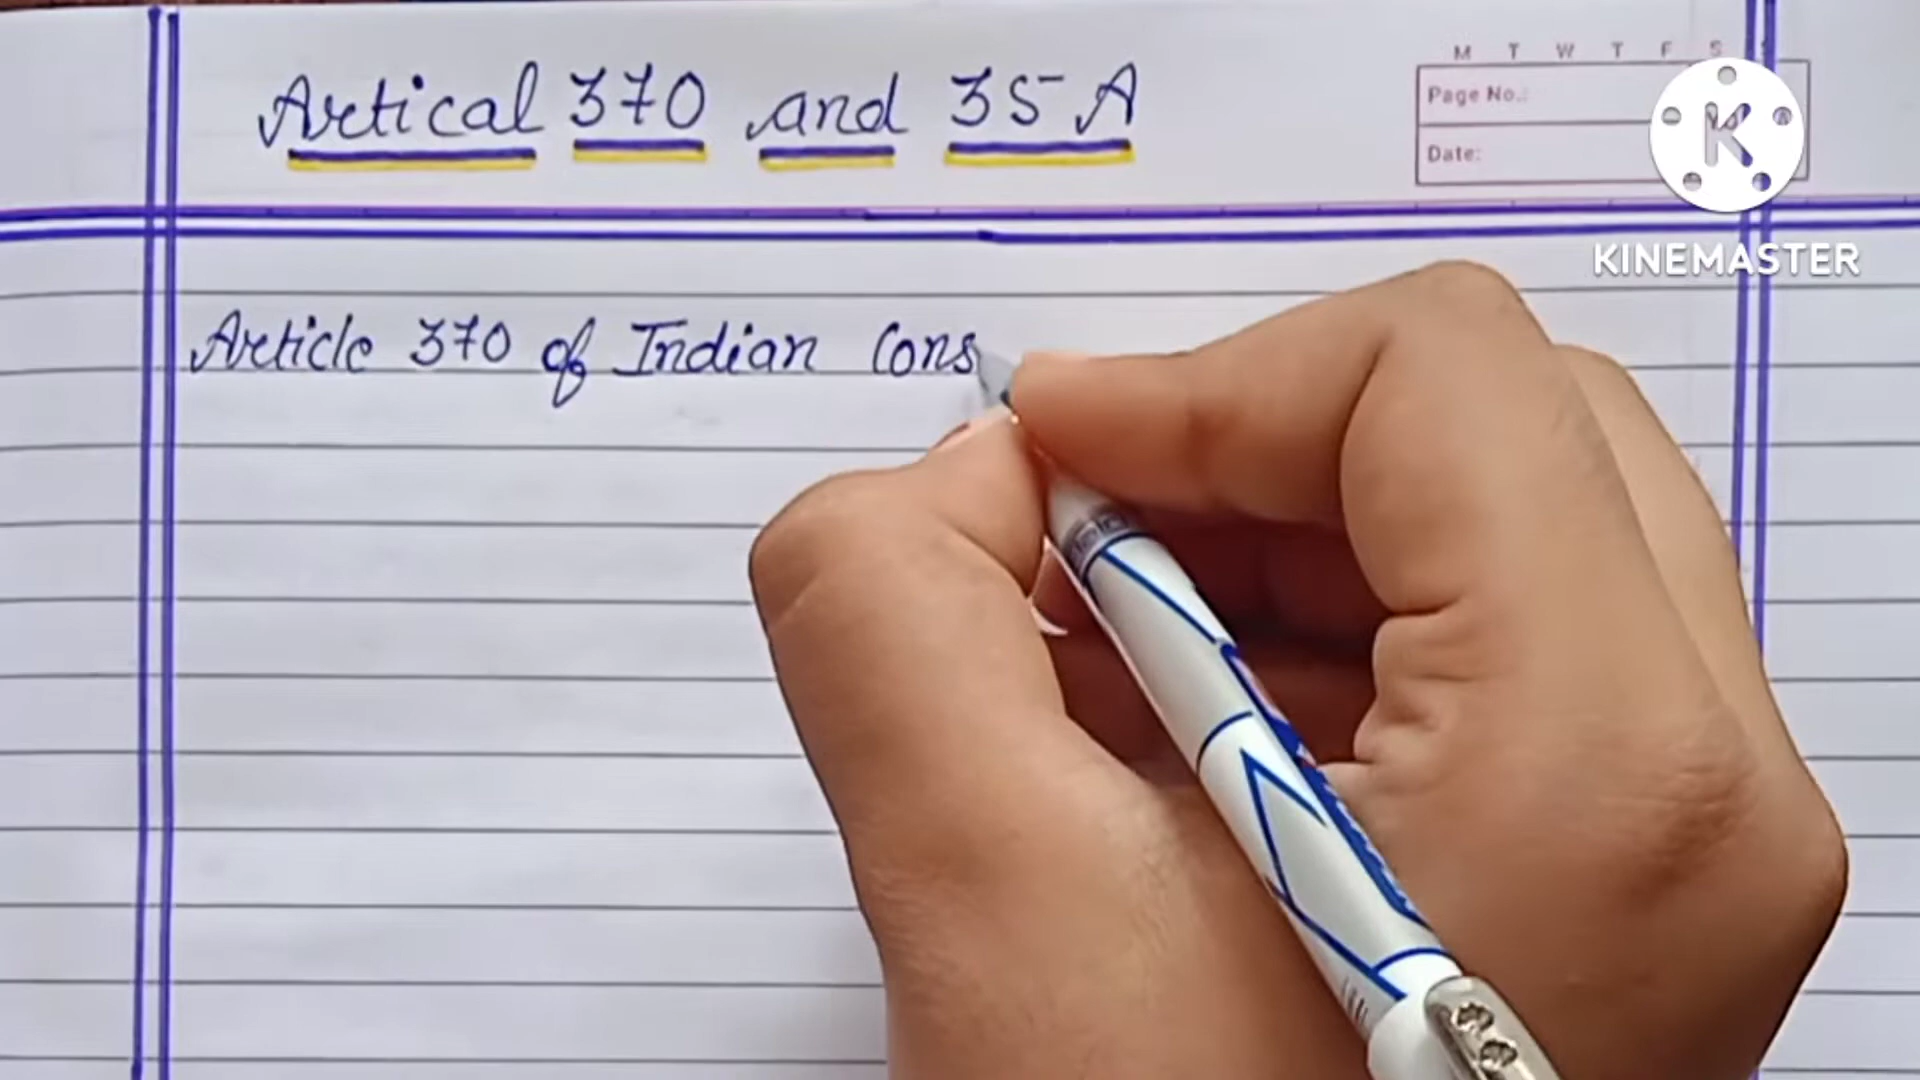 Artical 370 and 35-A
M T W T F S S
Page No.:
Date:
K
KINEMASTER
Article 370 of Indian Cons